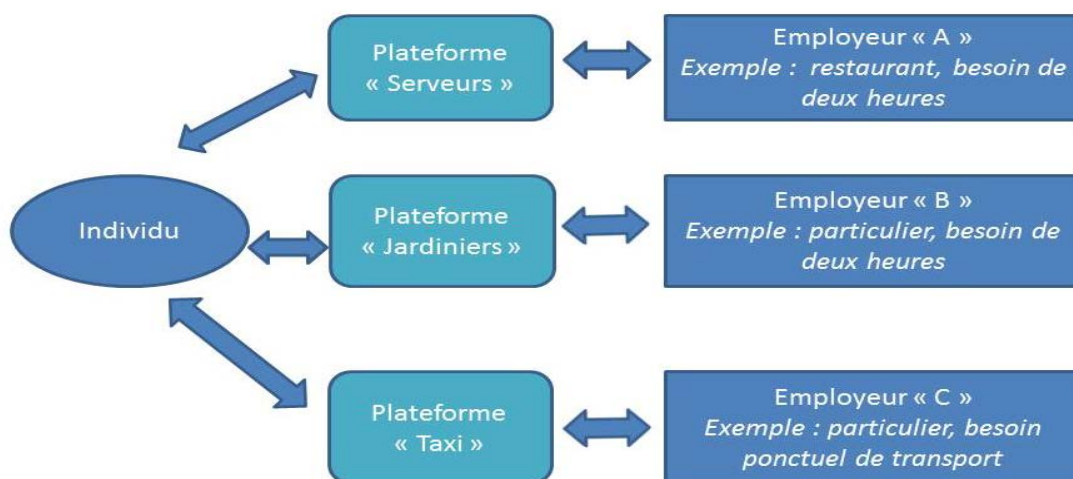 Individu
Plateforme
« Serveurs »
Employeur « A »
Exemple : restaurant, besoin de
deux heures
Plateforme
« Jardiniers »
Employeur « B »
Exemple : particulier, besoin de
deux heures
Plateforme
« Taxi »
Employeur « C »
Exemple : particulier, besoin
ponctuel de transport